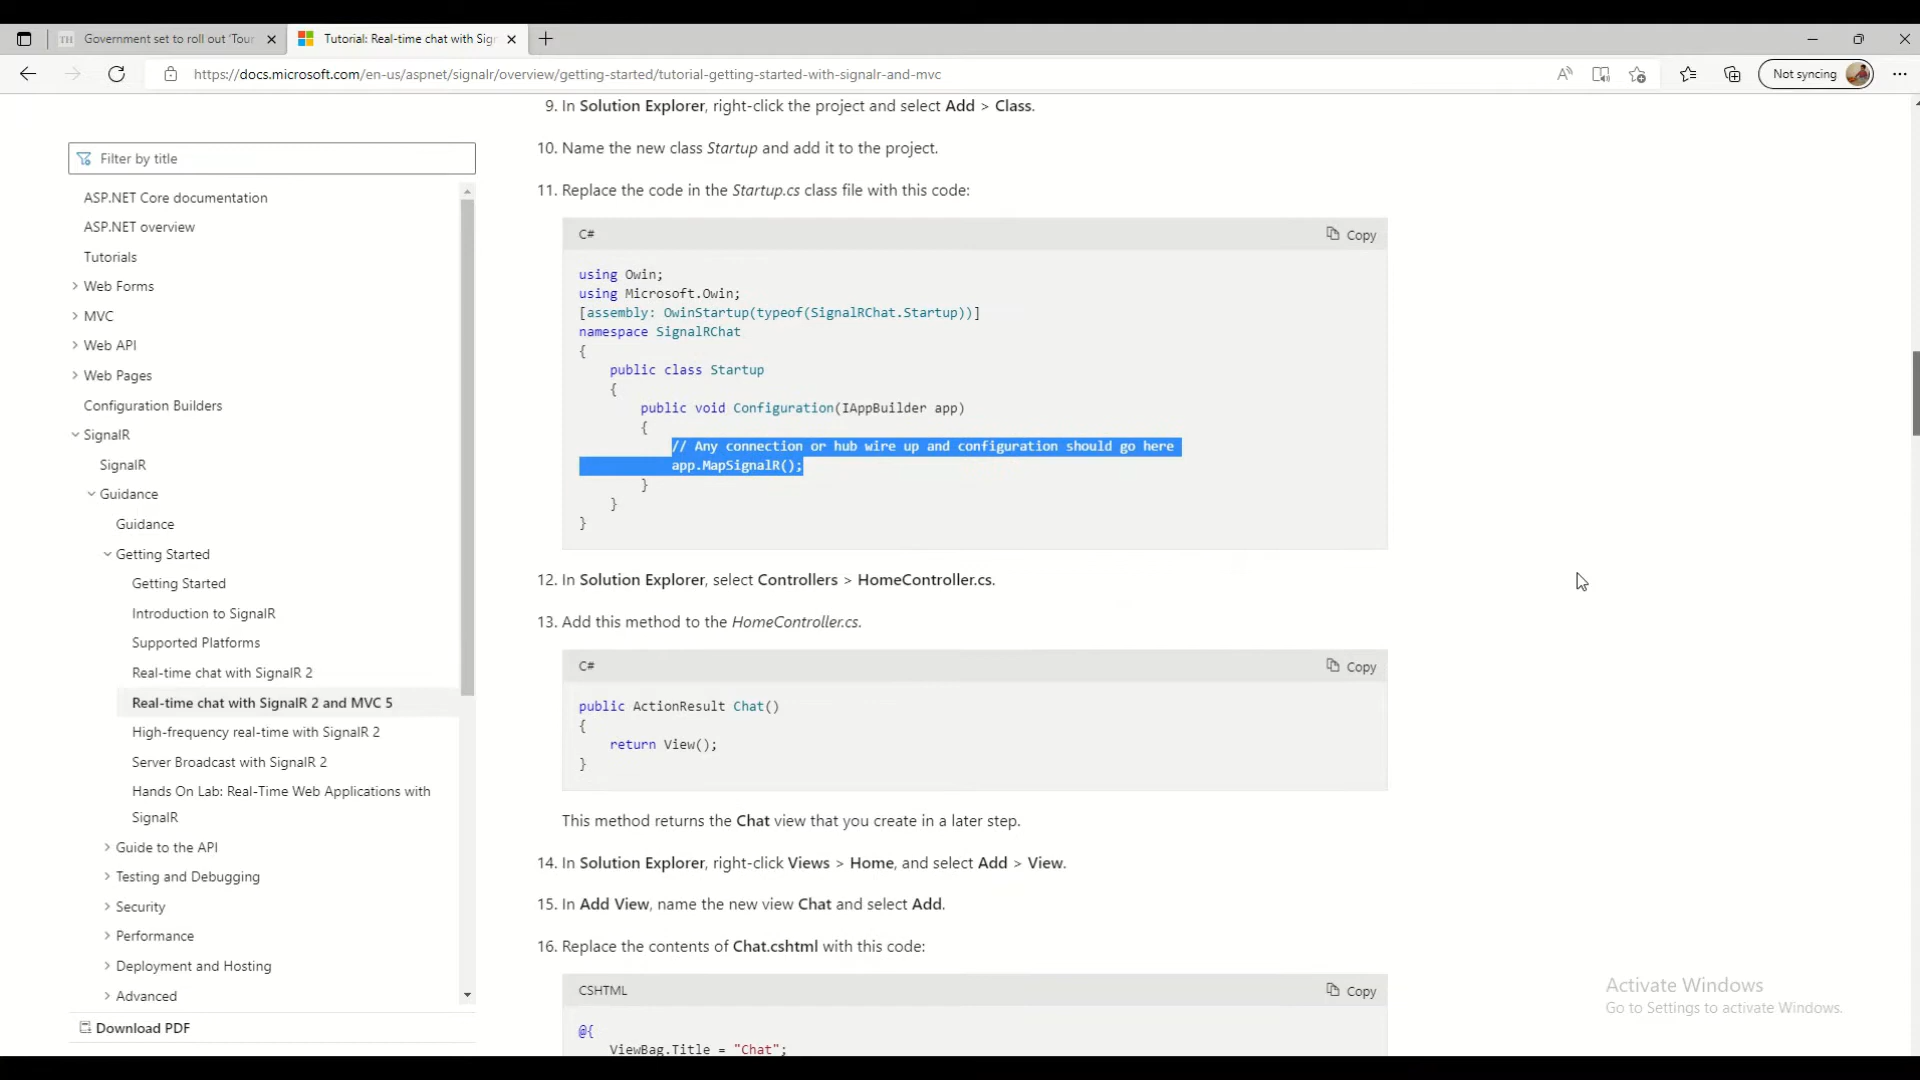 TH Government set to roll out 'Tour
Tutorial: Real-time chat with Sig
https://docs.microsoft.com/en-us/aspnet/signalr/overview/getting-started/tutorial-getting-started-with-signalr-and-mvc
Not syncing
Filter by title
ASP.NET Core documentation
ASP.NET overview
Tutorials
Web Forms
MVC
Web API
Web Pages
Configuration Builders
SignalR
SignalR
Guidance
Guidance
Getting Started
Getting Started
Introduction to SignalR
Supported Platforms
Real-time chat with SignalR 2
Real-time chat with SignalR 2 and MVC 5
High-frequency real-time with SignalR 2
Server Broadcast with SignalR 2
Hands On Lab: Real-Time Web Applications with
SignalR
Guide to the API
Testing and Debugging
Security
Performance
Deployment and Hosting
Advanced
Download PDF
9. In Solution Explorer, right-click the project and select Add > Class.
10. Name the new class Startup and add it to the project.
11. Replace the code in the Startup.cs class file with this code:
C# Copy
using Owin;
using Microsoft.Owin;
[assembly: OwinStartup(typeof(SignalRChat.Startup))]
namespace SignalRChat
{
public class Startup
{
public void Configuration(IAppBuilder app)
{
// Any connection or hub wire up and configuration should go here
app.MapSignalR();
}
}
}
12. In Solution Explorer, select Controllers > HomeController.cs.
13. Add this method to the HomeController.cs.
C# Copy
public ActionResult Chat()
{
return View();
}
This method returns the Chat view that you create in a later step.
14. In Solution Explorer, right-click Views > Home, and select Add > View.
15. In Add View, name the new view Chat and select Add.
16. Replace the contents of Chat.cshtml with this code:
CSHTML Copy
@{
ViewBag.Title = "Chat";
Activate Windows
Go to Settings to activate Windows.